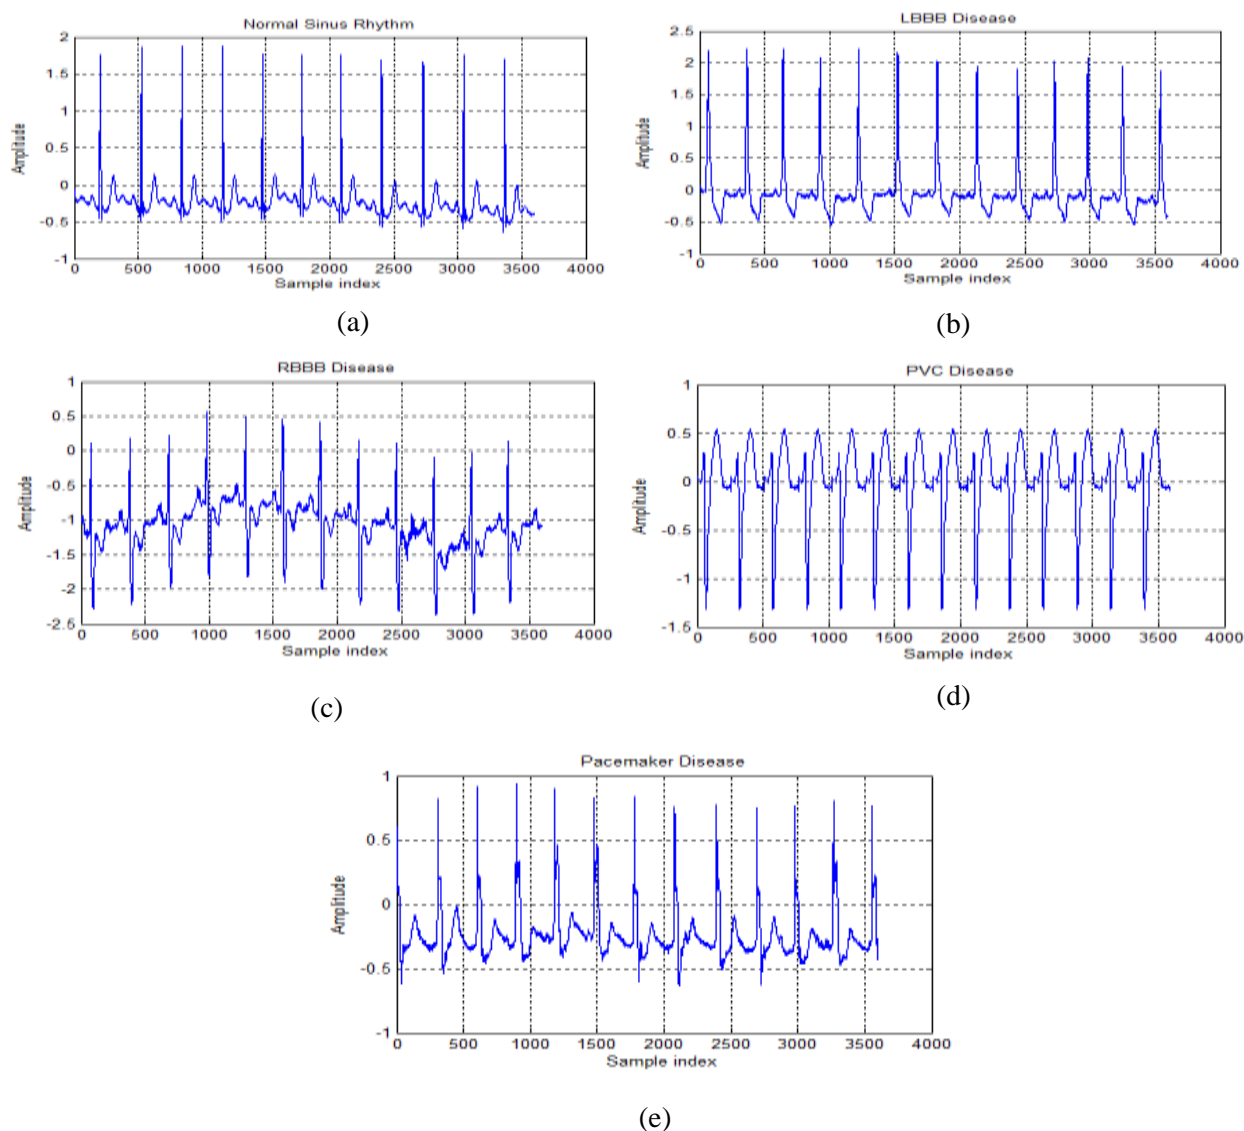 Normal Sinus Rhythm
2
1.5
1
0.5
0
-0.5
-1
0 500 1000 1500 2000 2500 3000 3500 4000
Amplitude
Sample index
(a)
LBBB Disease
2.5
2
1.5
1
0.5
0
-0.5
-1
0 500 1000 1500 2000 2500 3000 3500 4000
Amplitude
Sample index
(b)
RBBB Disease
1
0.5
0
-0.5
-1
-1.5
-2
-2.5
0 500 1000 1500 2000 2500 3000 3500 4000
Amplitude
Sample index
(c)
PVC Disease
1
0.5
0
-0.5
-1
-1.5
0 500 1000 1500 2000 2500 3000 3500 4000
Amplitude
Sample index
(d)
Pacemaker Disease
1
0.5
0
-0.5
-1
0 500 1000 1500 2000 2500 3000 3500 4000
Amplitude
Sample index
(e)